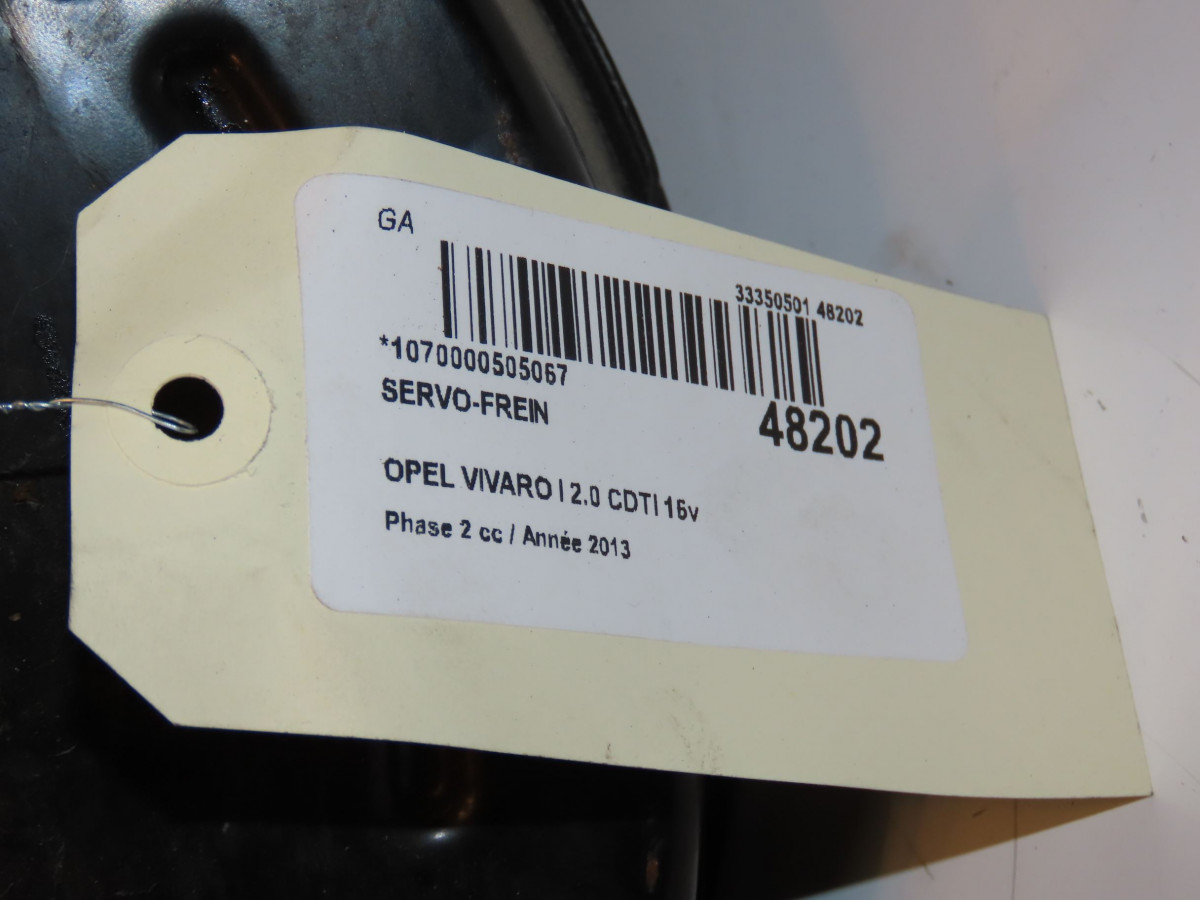 GA
33350501 48202
*1070000505067
SERVO-FREIN
48202
OPEL VIVARO I 2.0 CDTI 16v
Phase 2 cc / Année 2013